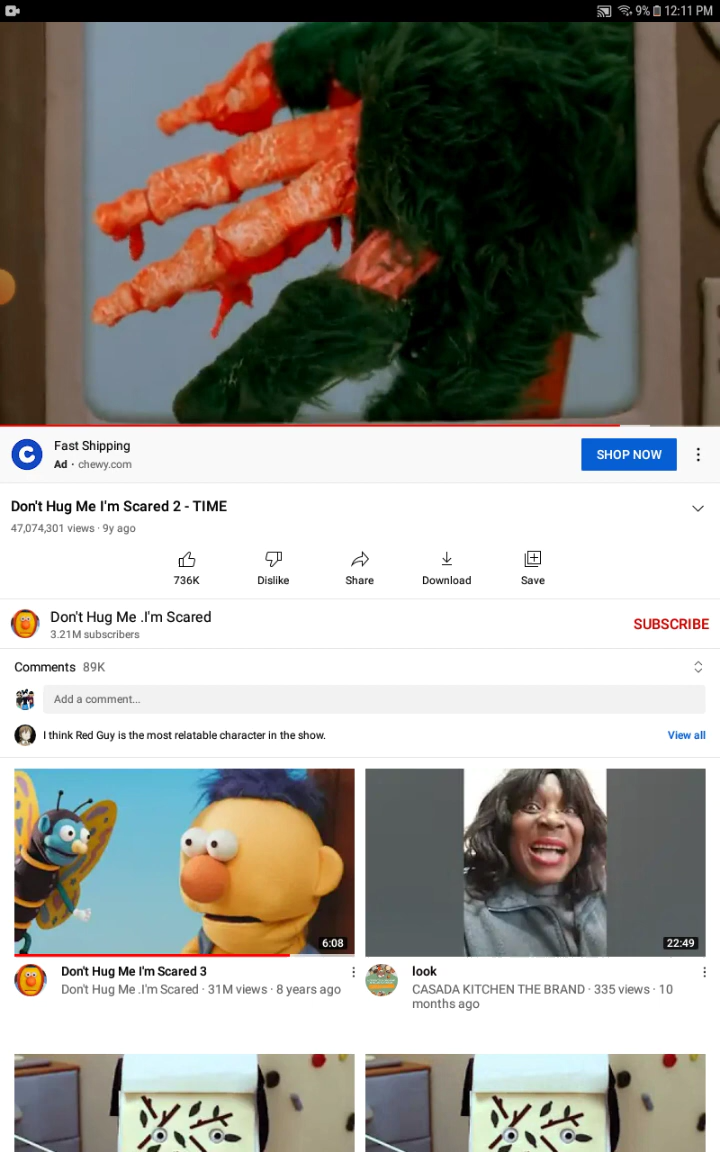 9% 12:11 PM
Fast Shipping
Ad · chewy.com
SHOP NOW
Don't Hug Me I'm Scared 2 - TIME
47,074,301 views · 9y ago
736K
Dislike
Share
Download
Save
Don't Hug Me .I'm Scared
3.21M subscribers
SUBSCRIBE
Comments 89K
Add a comment...
I think Red Guy is the most relatable character in the show.
View all
6:08
22:49
Don't Hug Me I'm Scared 3
Don't Hug Me .I'm Scared · 31M views · 8 years ago
look
CASADA KITCHEN THE BRAND · 335 views · 10
months ago